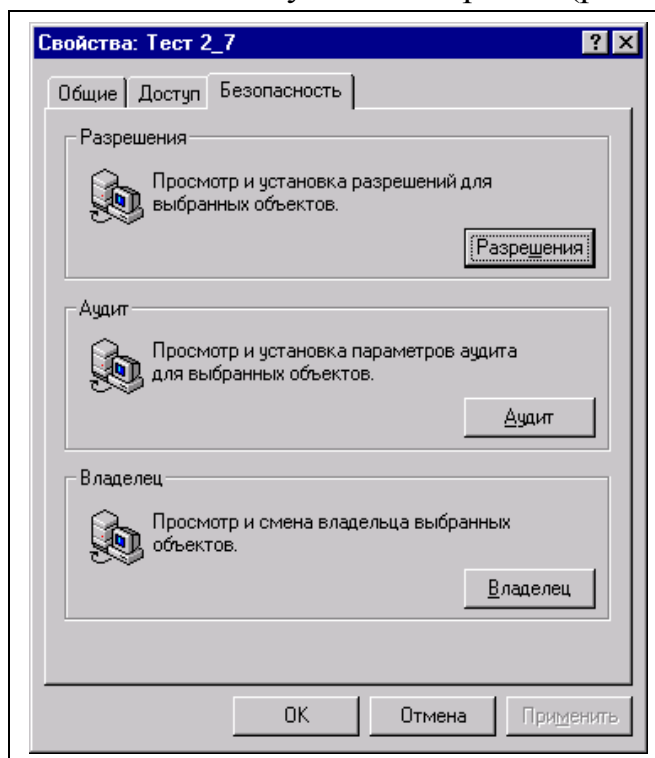 Свойства: Тест 2_7
Общие Доступ Безопасность
Разрешения
Просмотр и установка разрешений для
выбранных объектов.
Разрешения
Аудит
Просмотр и установка параметров аудита
для выбранных объектов.
Аудит
Владелец
Просмотр и смена владельца выбранных
объектов.
Владелец
OK Отмена Применить